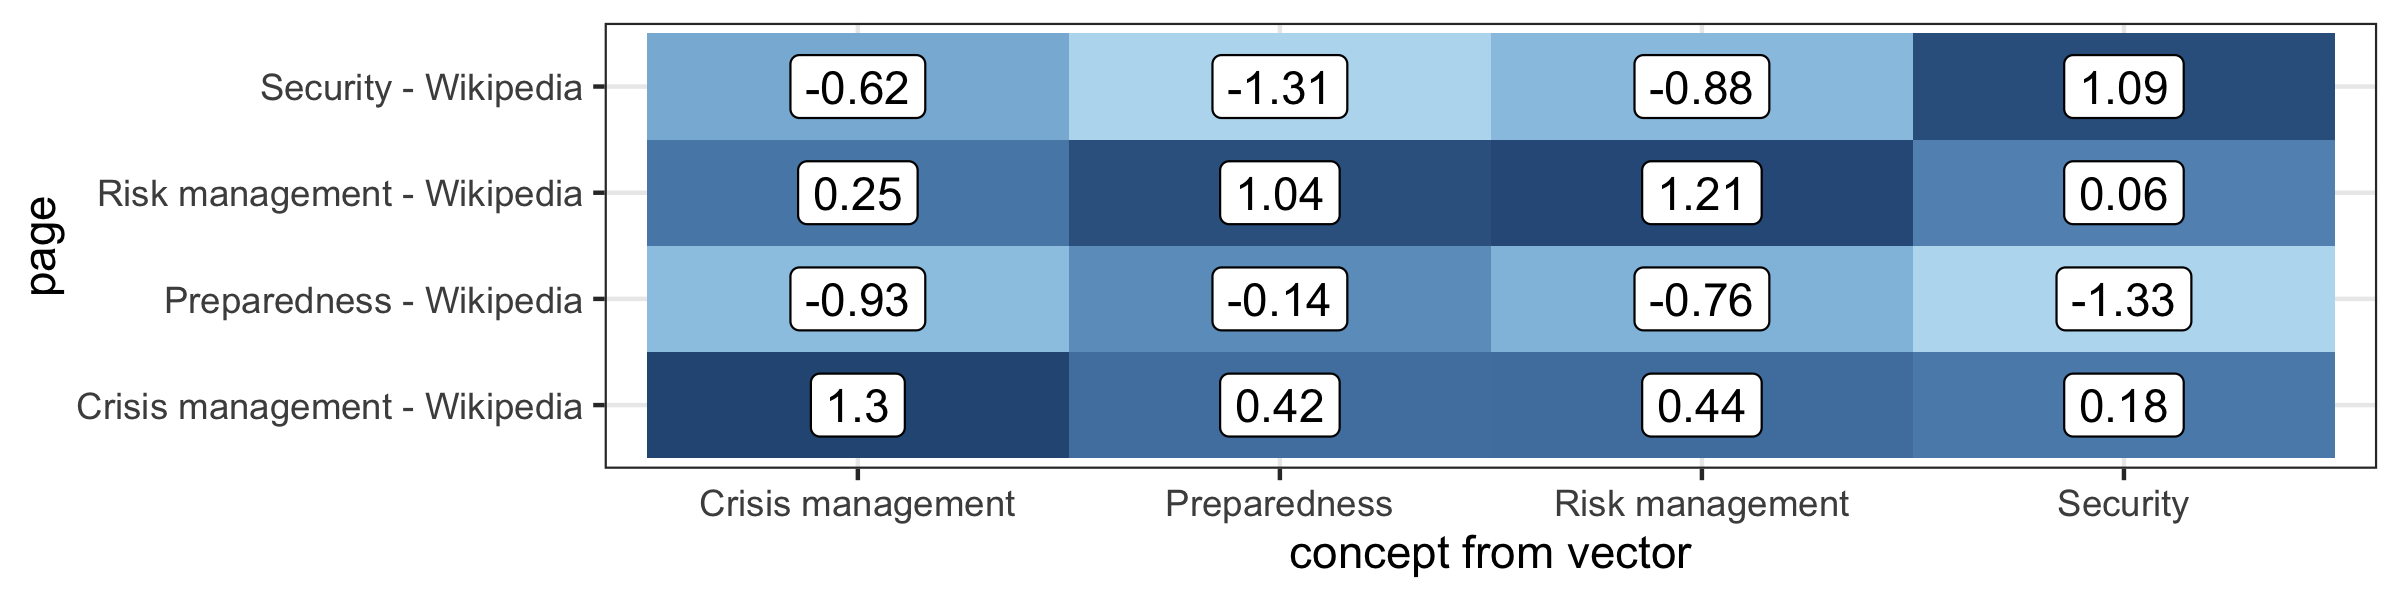 Security - Wikipedia
-0.62 -1.31 -0.88 1.09
Risk management - Wikipedia
0.25 1.04 1.21 0.06
Preparedness - Wikipedia
-0.93 -0.14 -0.76 -1.33
Crisis management - Wikipedia
1.3 0.42 0.44 0.18
page
Crisis management Preparedness Risk management Security
concept from vector